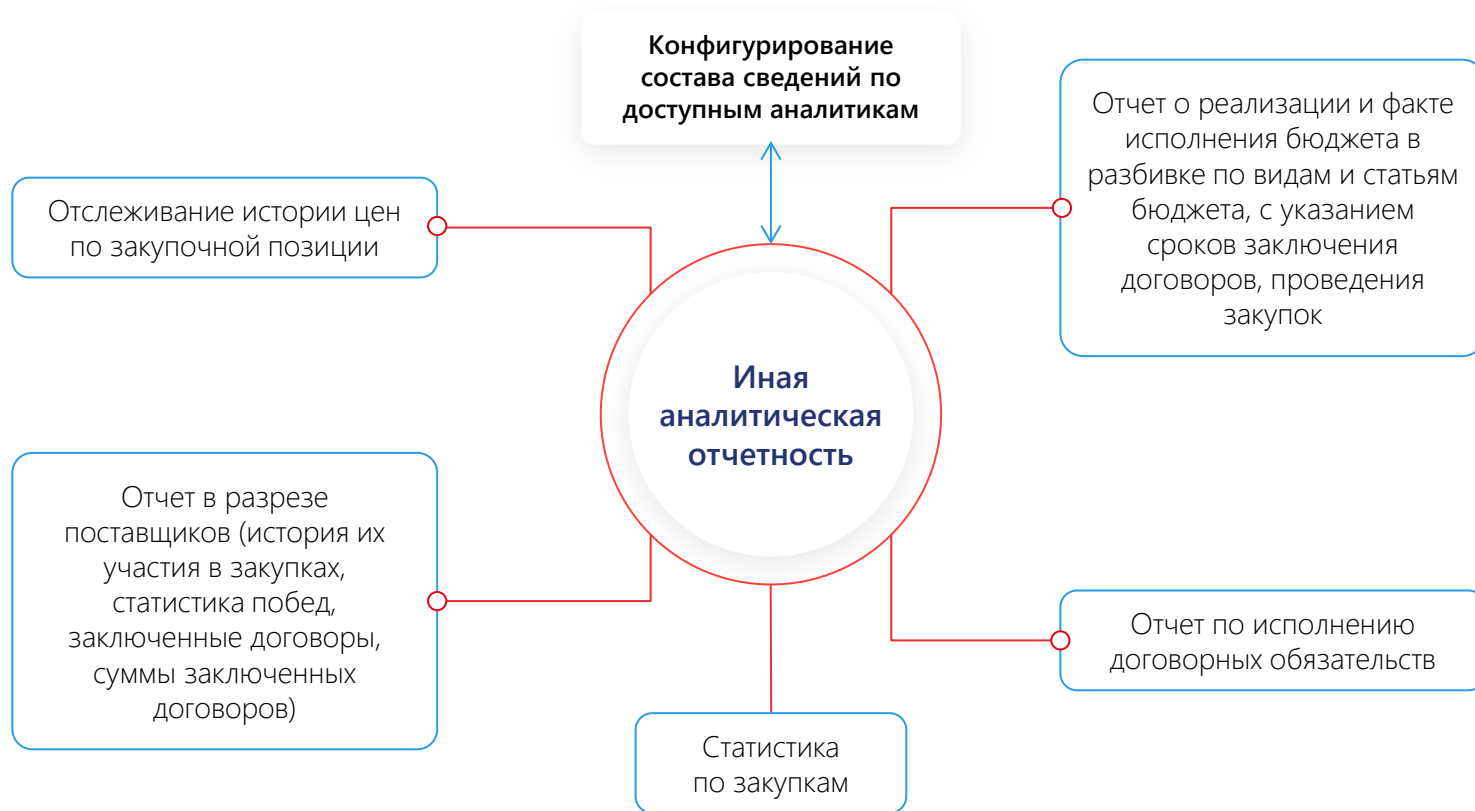 Конфигурирование
состава сведений по
доступным аналитикам
Отслеживание истории цен
по закупочной позиции
Отчет о реализации и факте
исполнения бюджета в
разбивке по видам и статьям
бюджета, с указанием
сроков заключения
договоров, проведения
закупок
Иная
аналитическая
отчетность
Отчет в разрезе
поставщиков (история их
участия в закупках,
статистика побед,
заключенные договоры,
суммы заключенных
договоров)
Отчет по исполнению
договорных обязательств
Статистика
по закупкам